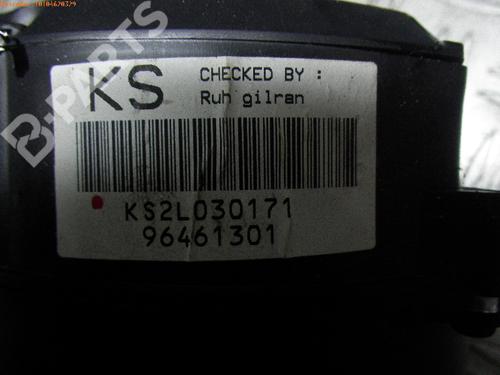 KS CHECKED BY :
Ruh gilran
KS2L030171
96461301
B-PARTS